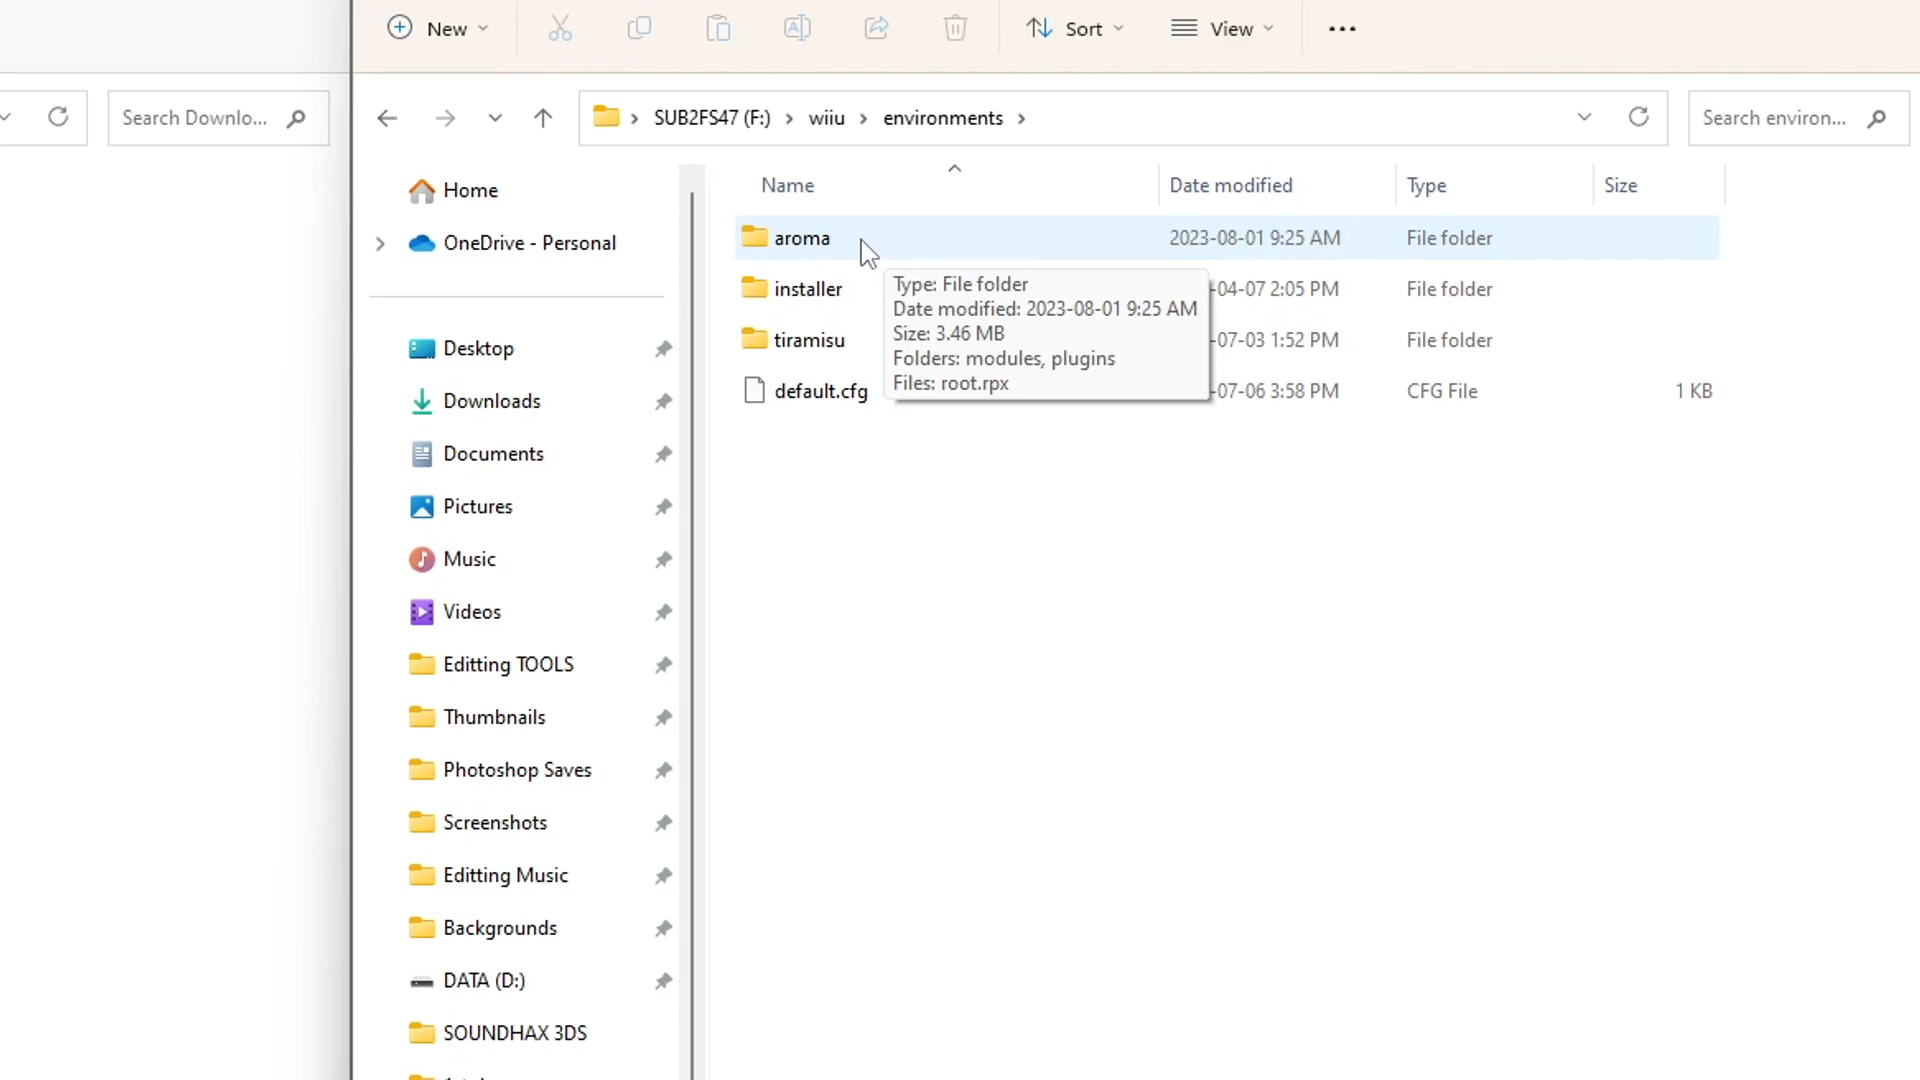 New
Sort
View
Search Downlo...
SUB2FS47 (F:)
wiiu
environments
Search environ...
Home
OneDrive - Personal
Desktop
Downloads
Documents
Pictures
Music
Videos
Editting TOOLS
Thumbnails
Photoshop Saves
Screenshots
Editting Music
Backgrounds
DATA (D:)
SOUNDHAX 3DS
Name Date modified Type Size
aroma 2023-08-01 9:25 AM File folder
installer -04-07 2:05 PM File folder
tiramisu -07-03 1:52 PM File folder
default.cfg -07-06 3:58 PM CFG File 1 KB
Type: File folder
Date modified: 2023-08-01 9:25 AM
Size: 3.46 MB
Folders: modules, plugins
Files: root.rpx